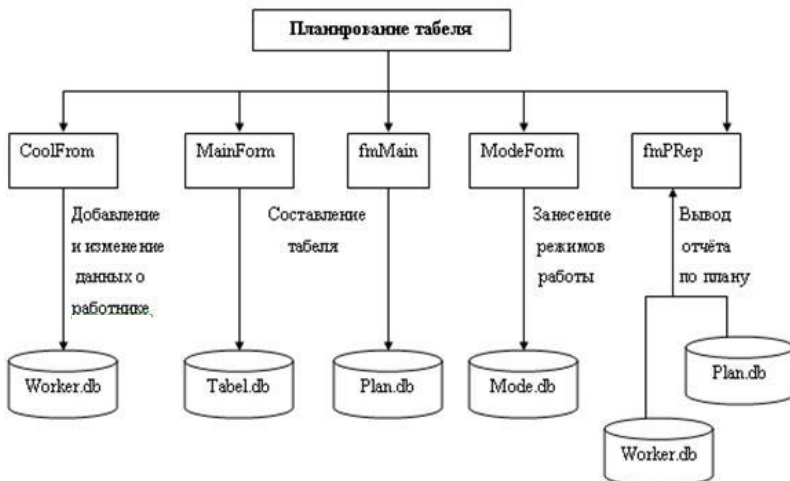 Планирование табеля
CoolFrom
MainForm
fmMain
ModeForm
fmPRep
Добавление
и изменение
данных о
работнике
Составление
табеля
Занесение
режимов
работы
Вывод
отчёта
по плану
Worker.db
Tabel.db
Plan.db
Mode.db
Plan.db
Worker.db